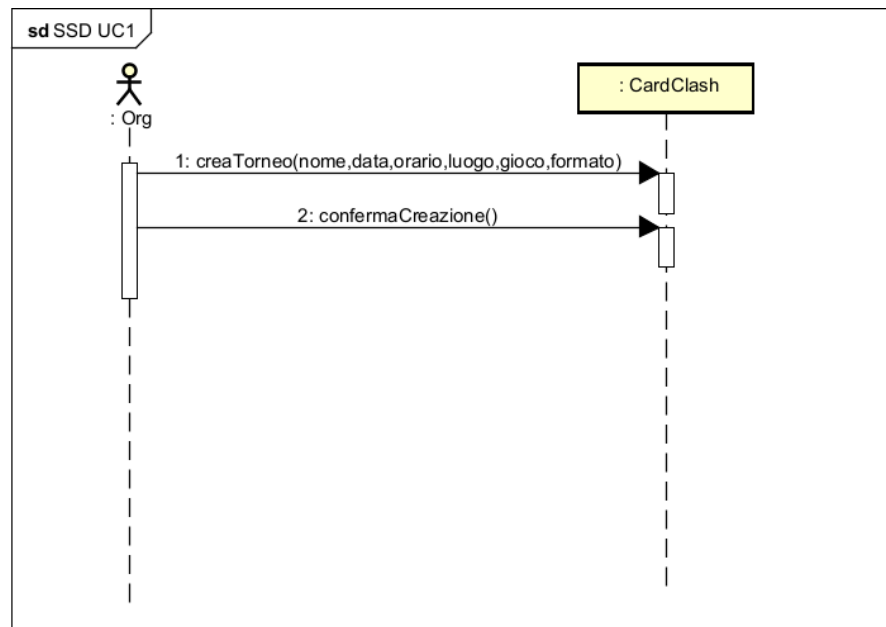 sd SSD UC1
: Org
: CardClash
1: creaTorneo(nome,data,orario,luogo,gioco,formato)
2: confermaCreazione()